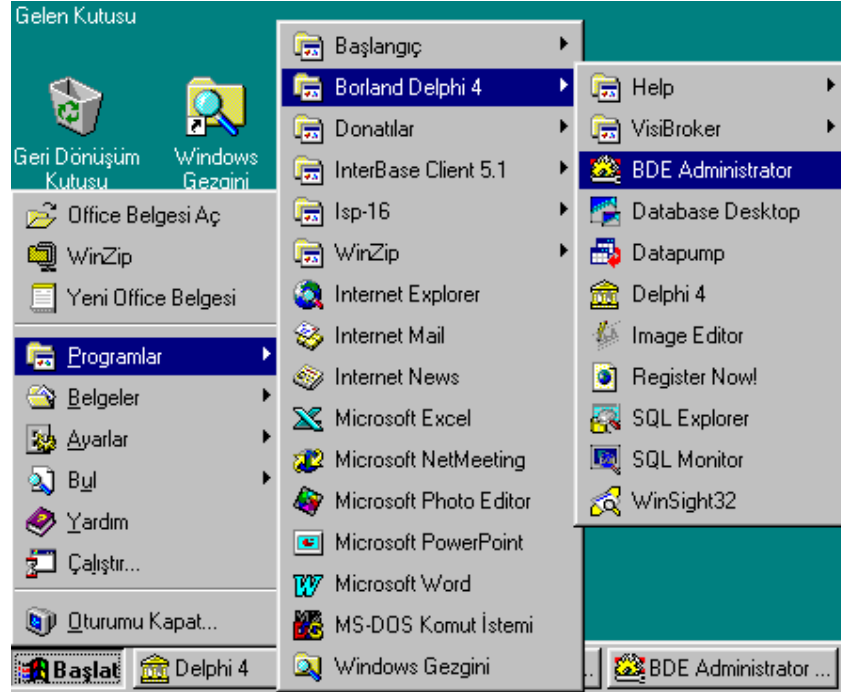 Gelen Kutusu
Geri Dönüşüm
Kutusu
Windows
Gezgini
Office Belgesi Aç
WinZip
Yeni Office Belgesi
Programlar
Belgeler
Ayarlar
Bul
Yardım
Çalıştır...
Oturumu Kapat...
Başlangıç
Borland Delphi 4
Donatılar
InterBase Client 5.1
Isp-16
WinZip
Internet Explorer
Internet Mail
Internet News
Microsoft Excel
Microsoft NetMeeting
Microsoft Photo Editor
Microsoft PowerPoint
Microsoft Word
MS-DOS Komut İstemi
Windows Gezgini
Help
VisiBroker
BDE Administrator
Database Desktop
Datapump
Delphi 4
Image Editor
Register Now!
SQL Explorer
SQL Monitor
WinSight32
Başlat
Delphi 4
..
BDE Administrator ...